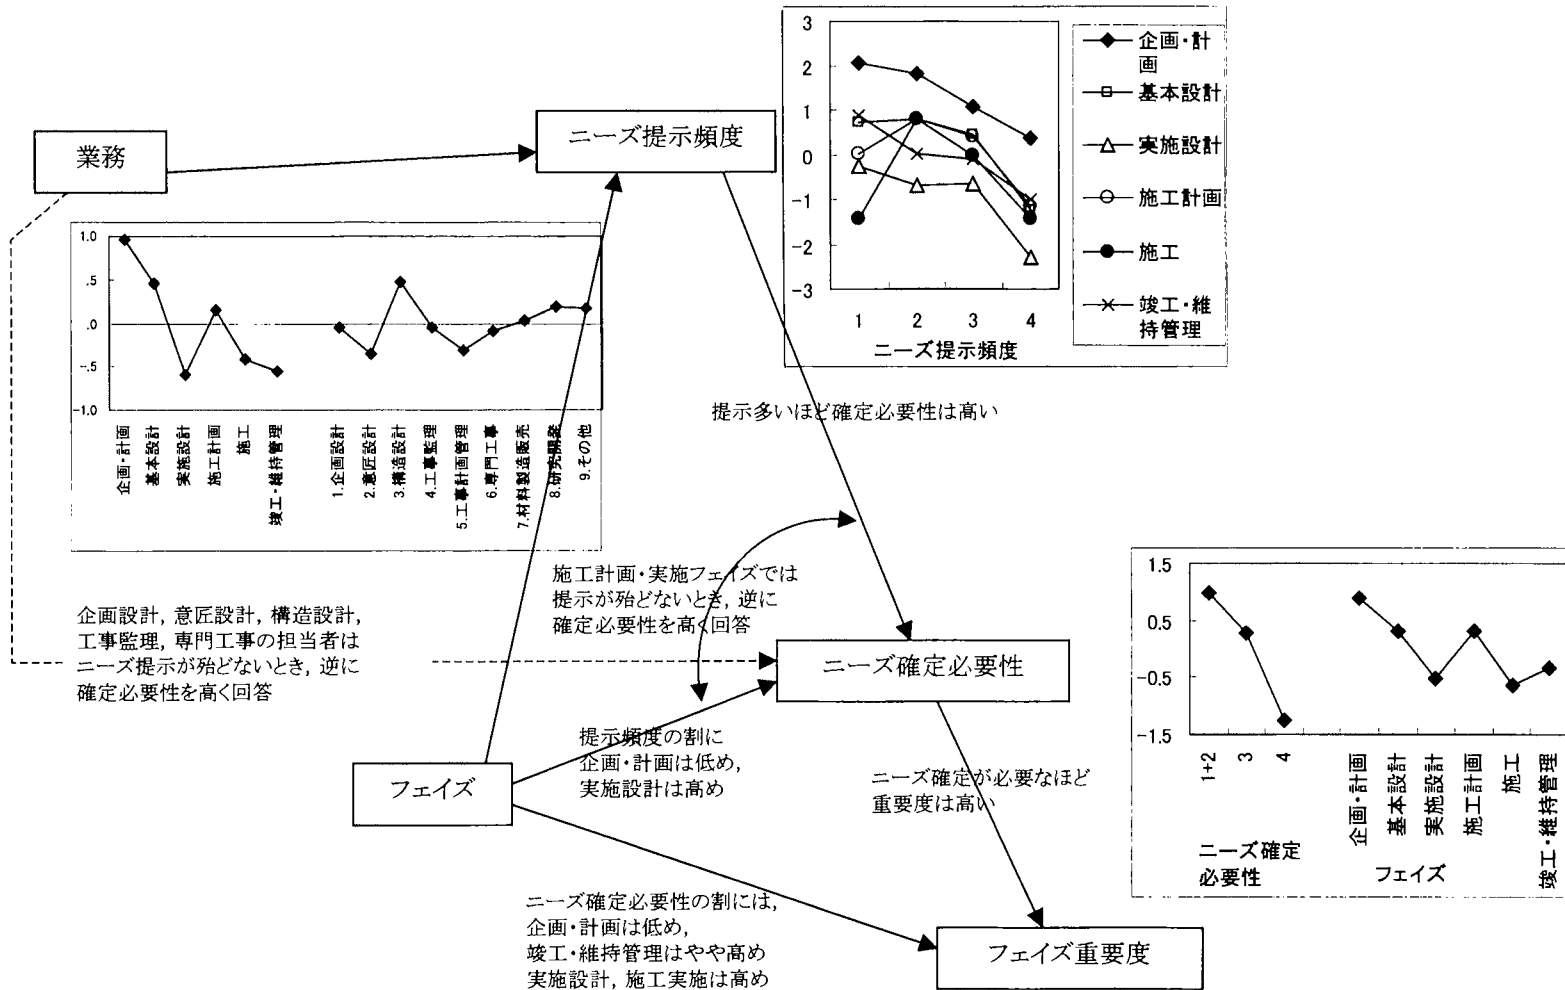 業務
ニーズ提示頻度
3
2
1
0
−1
−2
−3
1
2
3
4
ニーズ提示頻度
企画・計
画
基本設計
実施設計
施工計画
施工
竣工・維
持管理
1.0
.5
.0
-.5
-1.0
企画・計画
基本設計
実施設計
施工計画
施工
竣工・維持管理
1.企画設計
2.意匠設計
3.構造設計
4.工事監理
5.工事計画管理
6.専門工事
7.材料製造販売
8.研究開発
9.その他
提示多いほど確定必要性は高い
施工計画・実施フェイズでは
提示が殆どないとき, 逆に
確定必要性を高く回答
企画設計, 意匠設計, 構造設計,
工事監理, 専門工事の担当者は
ニーズ提示が殆どないとき, 逆に
確定必要性を高く回答
ニーズ確定必要性
提示頻度の割に
企画・計画は低め,
実施設計は高め
フェイズ
ニーズ確定が必要なほど
重要度は高い
1.5
0.5
-0.5
-1.5
1+2
3
4
企画・計画
基本設計
実施設計
施工計画
施工
竣工・維持管理
ニーズ確定
必要性
フェイズ
ニーズ確定必要性の割には,
企画・計画は低め,
竣工・維持管理はやや高め
実施設計, 施工実施は高め
フェイズ重要度